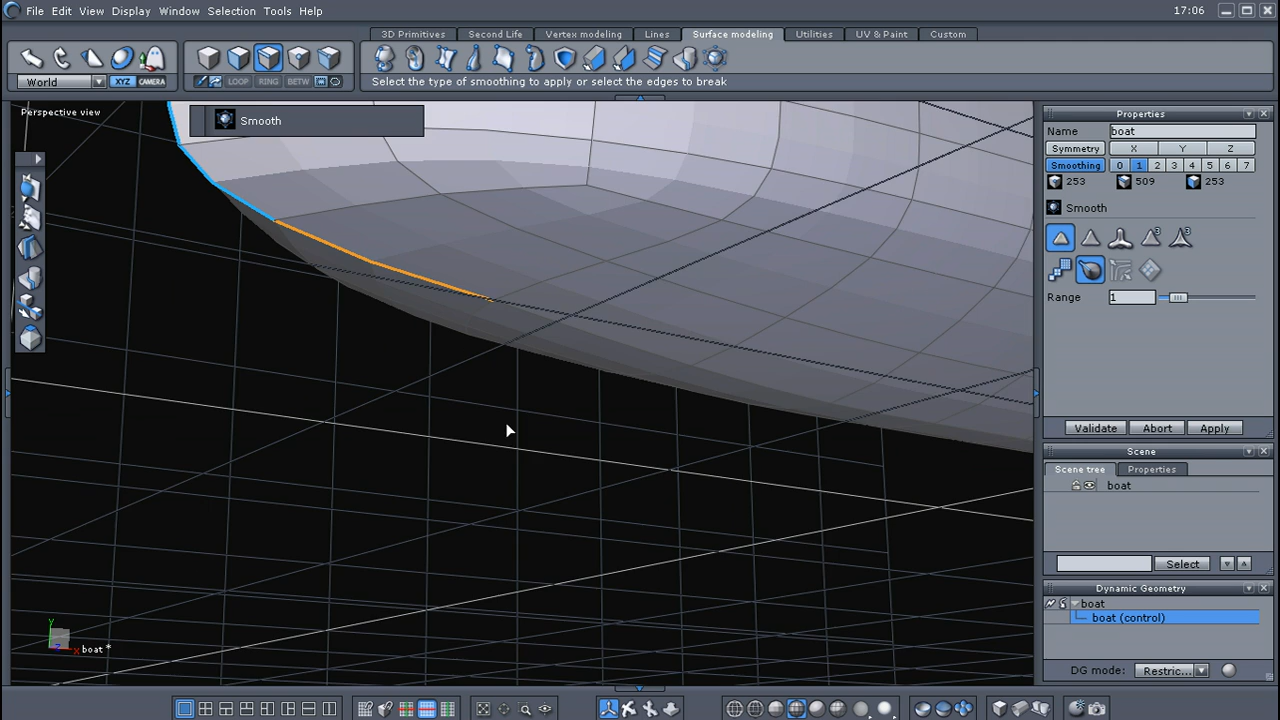 File Edit View Display Window Selection Tools Help 17:06
3D Primitives Second Life Vertex modeling Lines Surface modeling Utilities UV & Paint Custom
World XYZ CAMERA LOOP RING BETW
Select the type of smoothing to apply or select the edges to break
Perspective view
Smooth
Properties
Name boat
Symmetry X Y Z
Smoothing 0 1 2 3 4 5 6 7
253 509 253
Smooth
3 3
Range 1
Validate Abort Apply
Scene
Scene tree Properties
boat
Select
Dynamic Geometry
boat
boat (control)
DG mode: Restric...
y
z x boat *